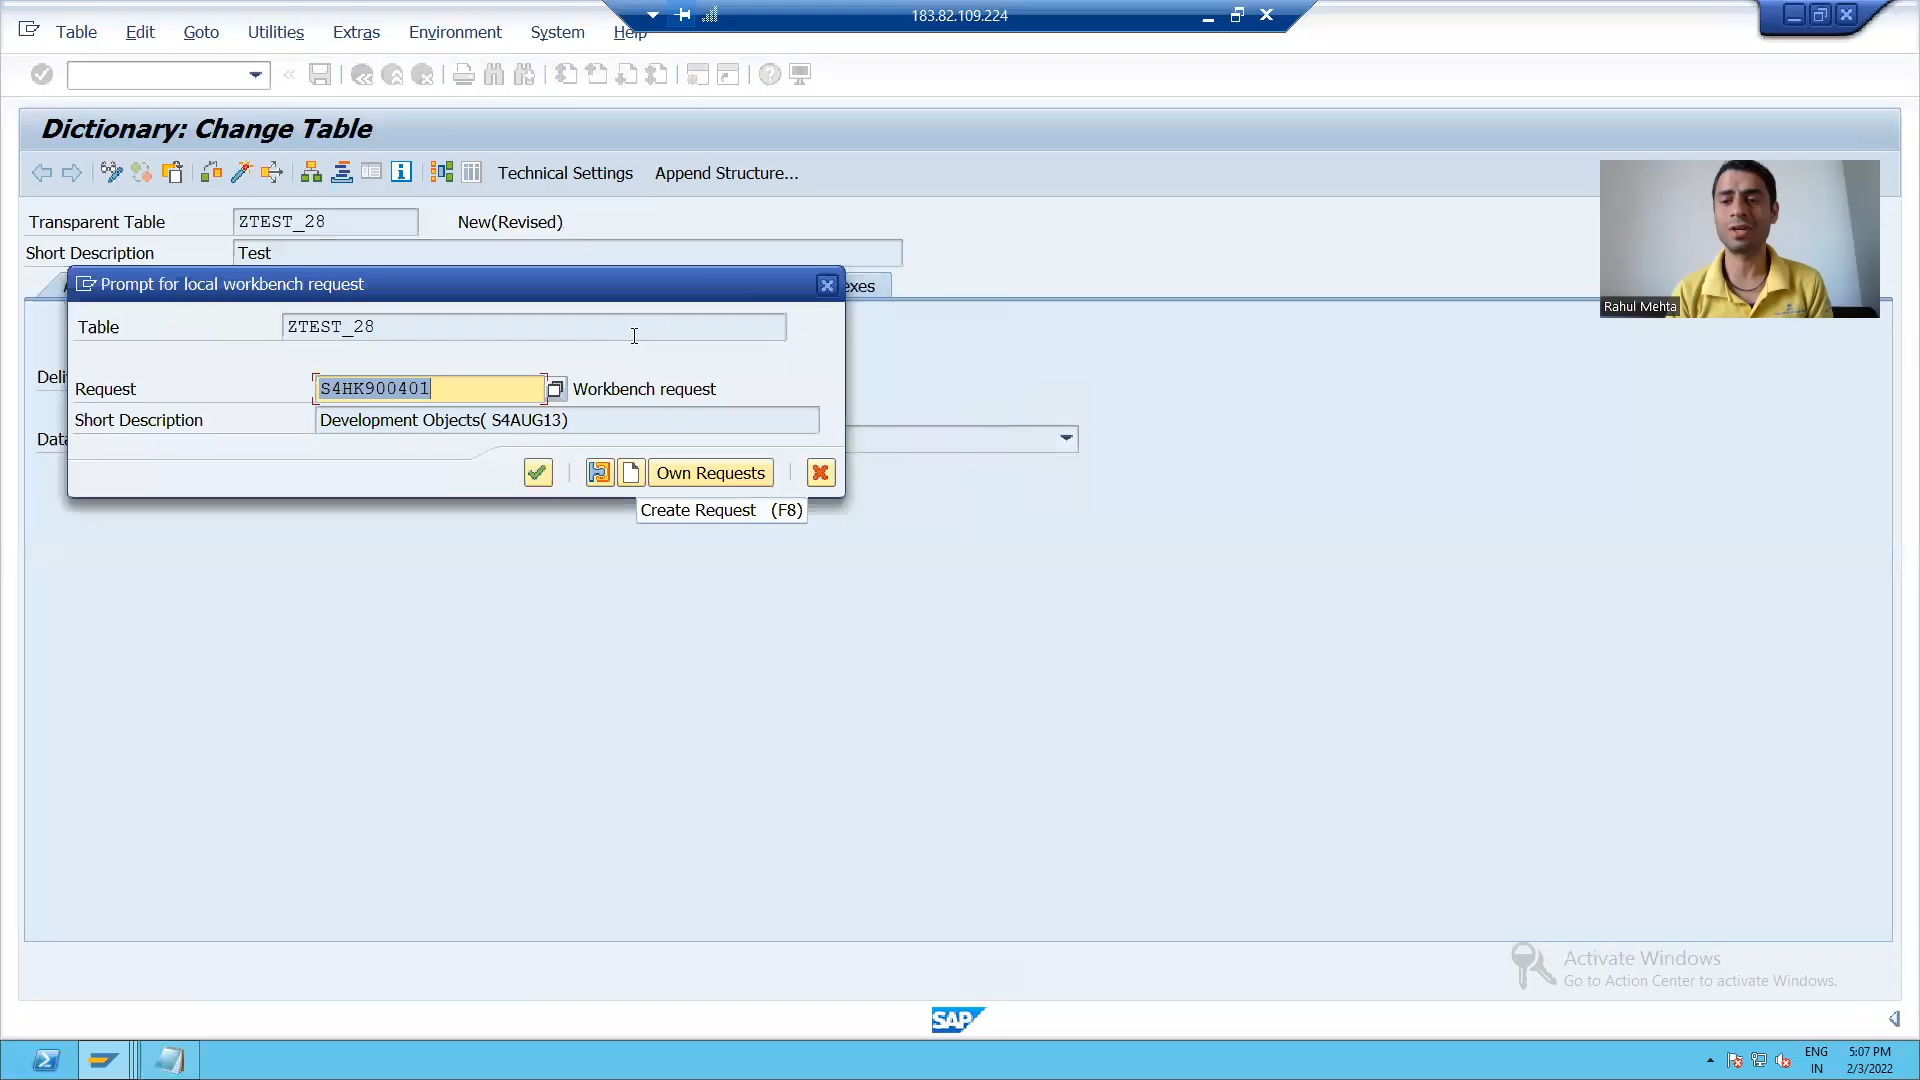 183.82.109.224
Table Edit Goto Utilities Extras Environment System Help
Dictionary: Change Table
Technical Settings Append Structure...
Transparent Table ZTEST_28 New(Revised)
Short Description Test
Rahul Mehta
Prompt for local workbench request
exes
Table ZTEST_28
Deli
Request S4HK900401 Workbench request
Short Description Development Objects( S4AUG13)
Data
Own Requests
Create Request (F8)
Activate Windows
Go to Action Center to activate Windows.
SAP
ENG
IN
5:07 PM
2/3/2022